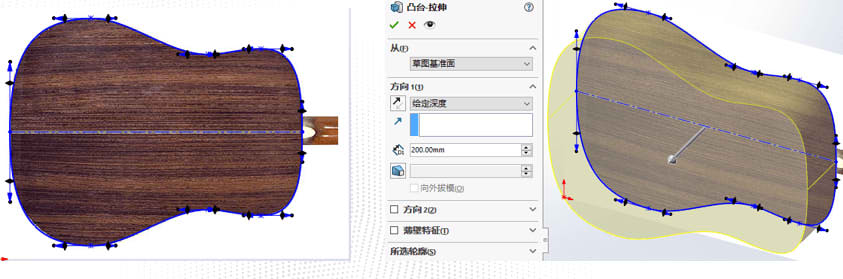 凸台-拉伸
从(F)
草图基准面
方向 1(1)
给定深度
200.00mm
向外拔模(O)
方向 2(2)
薄壁特征(T)
所选轮廓(S)